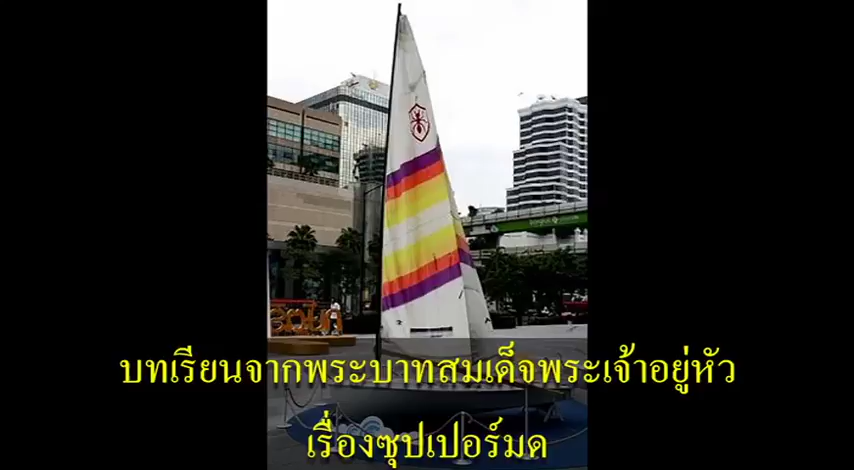 บทเรียนจากพระบาทสมเด็จพระเจ้าอยู่หัว
เรื่องซุปเปอร์มด